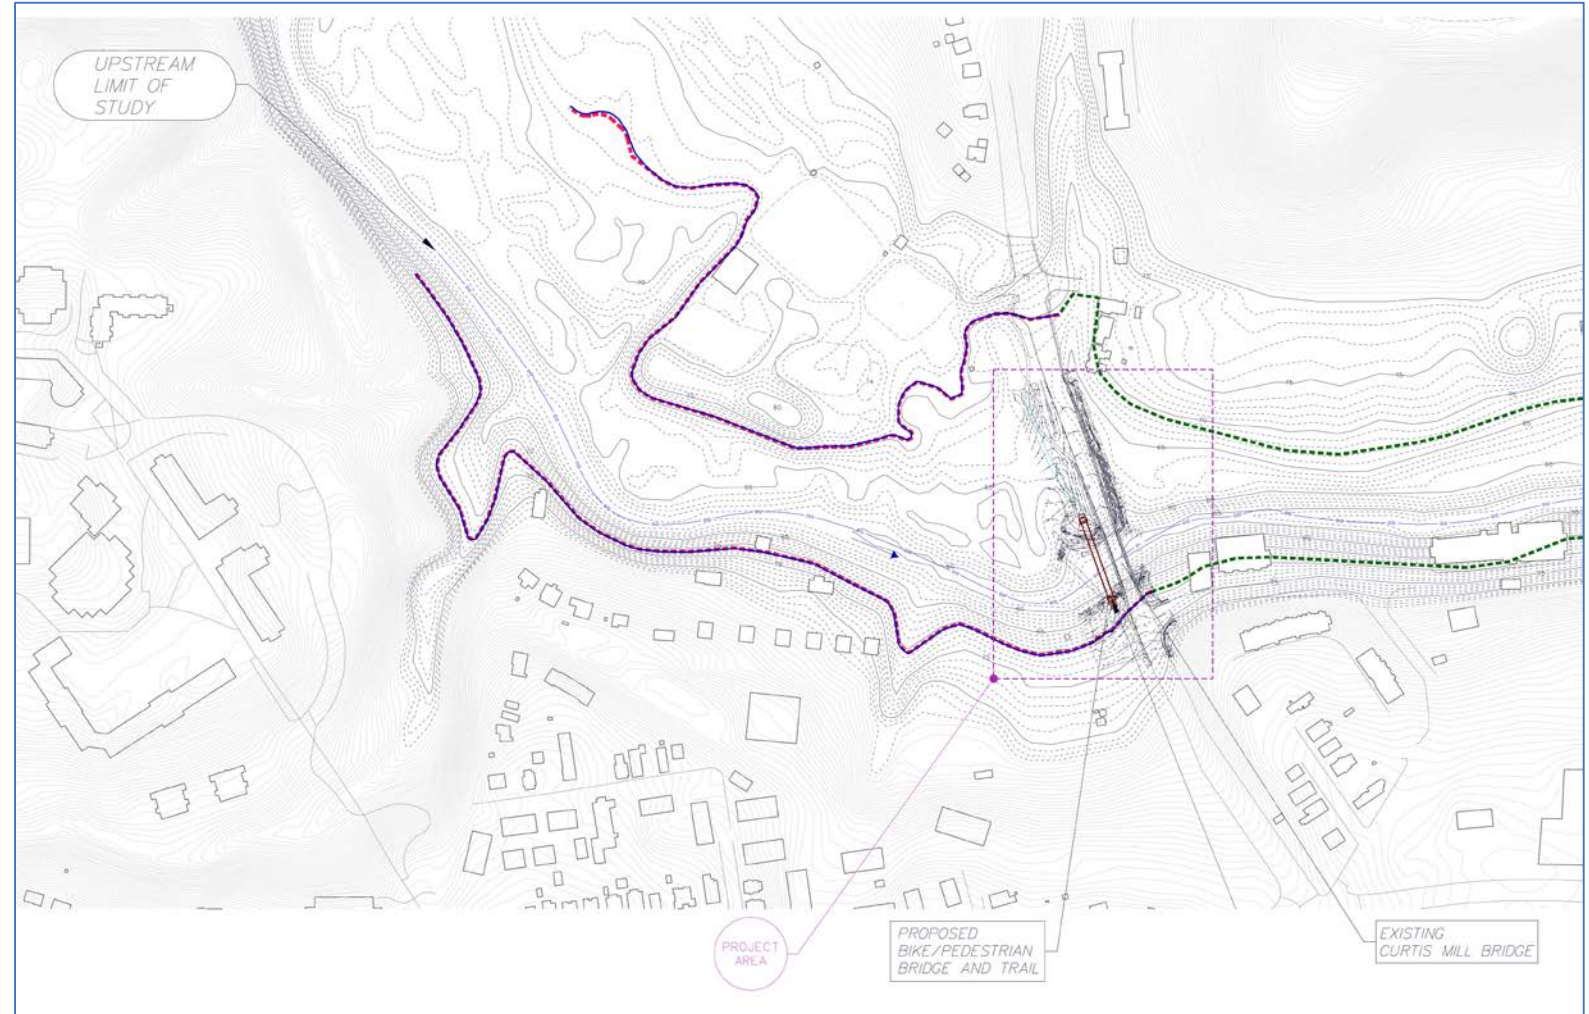 UPSTREAM
LIMIT OF
STUDY
PROJECT
AREA
PROPOSED
BIKE/PEDESTRIAN
BRIDGE AND TRAIL
EXISTING
CURTIS MILL BRIDGE